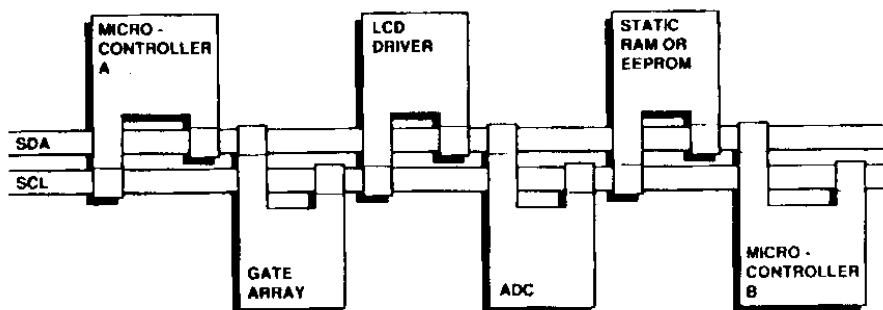 MICRO -
CONTROLLER
A
LCD
DRIVER
STATIC
RAM OR
EEPROM
SDA
SCL
GATE
ARRAY
ADC
MICRO -
CONTROLLER
B